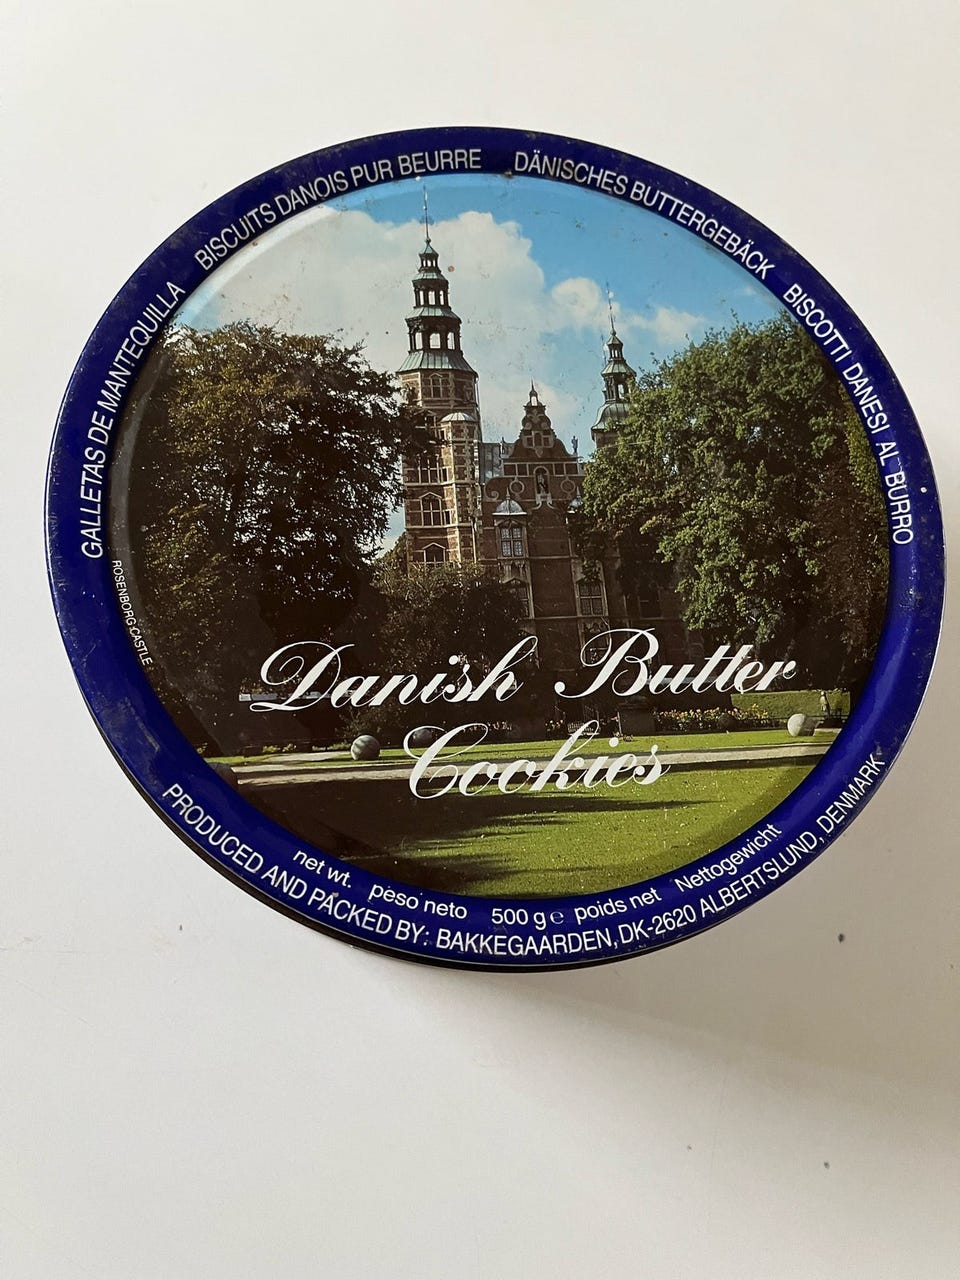 GALLETAS DE MANTEQUILLA
BISCUITS DANOIS PUR BEURRE
DÄNISCHES BUTTERGEBÄCK
BISCOTTI DANESI AL BURRO
ROSENBORG CASTLE
Danish Butter
Cookies
net wt. peso neto 500 g ℮ poids net Nettogewicht
PRODUCED AND PACKED BY: BAKKEGAARDEN, DK-2620 ALBERTSLUND, DENMARK